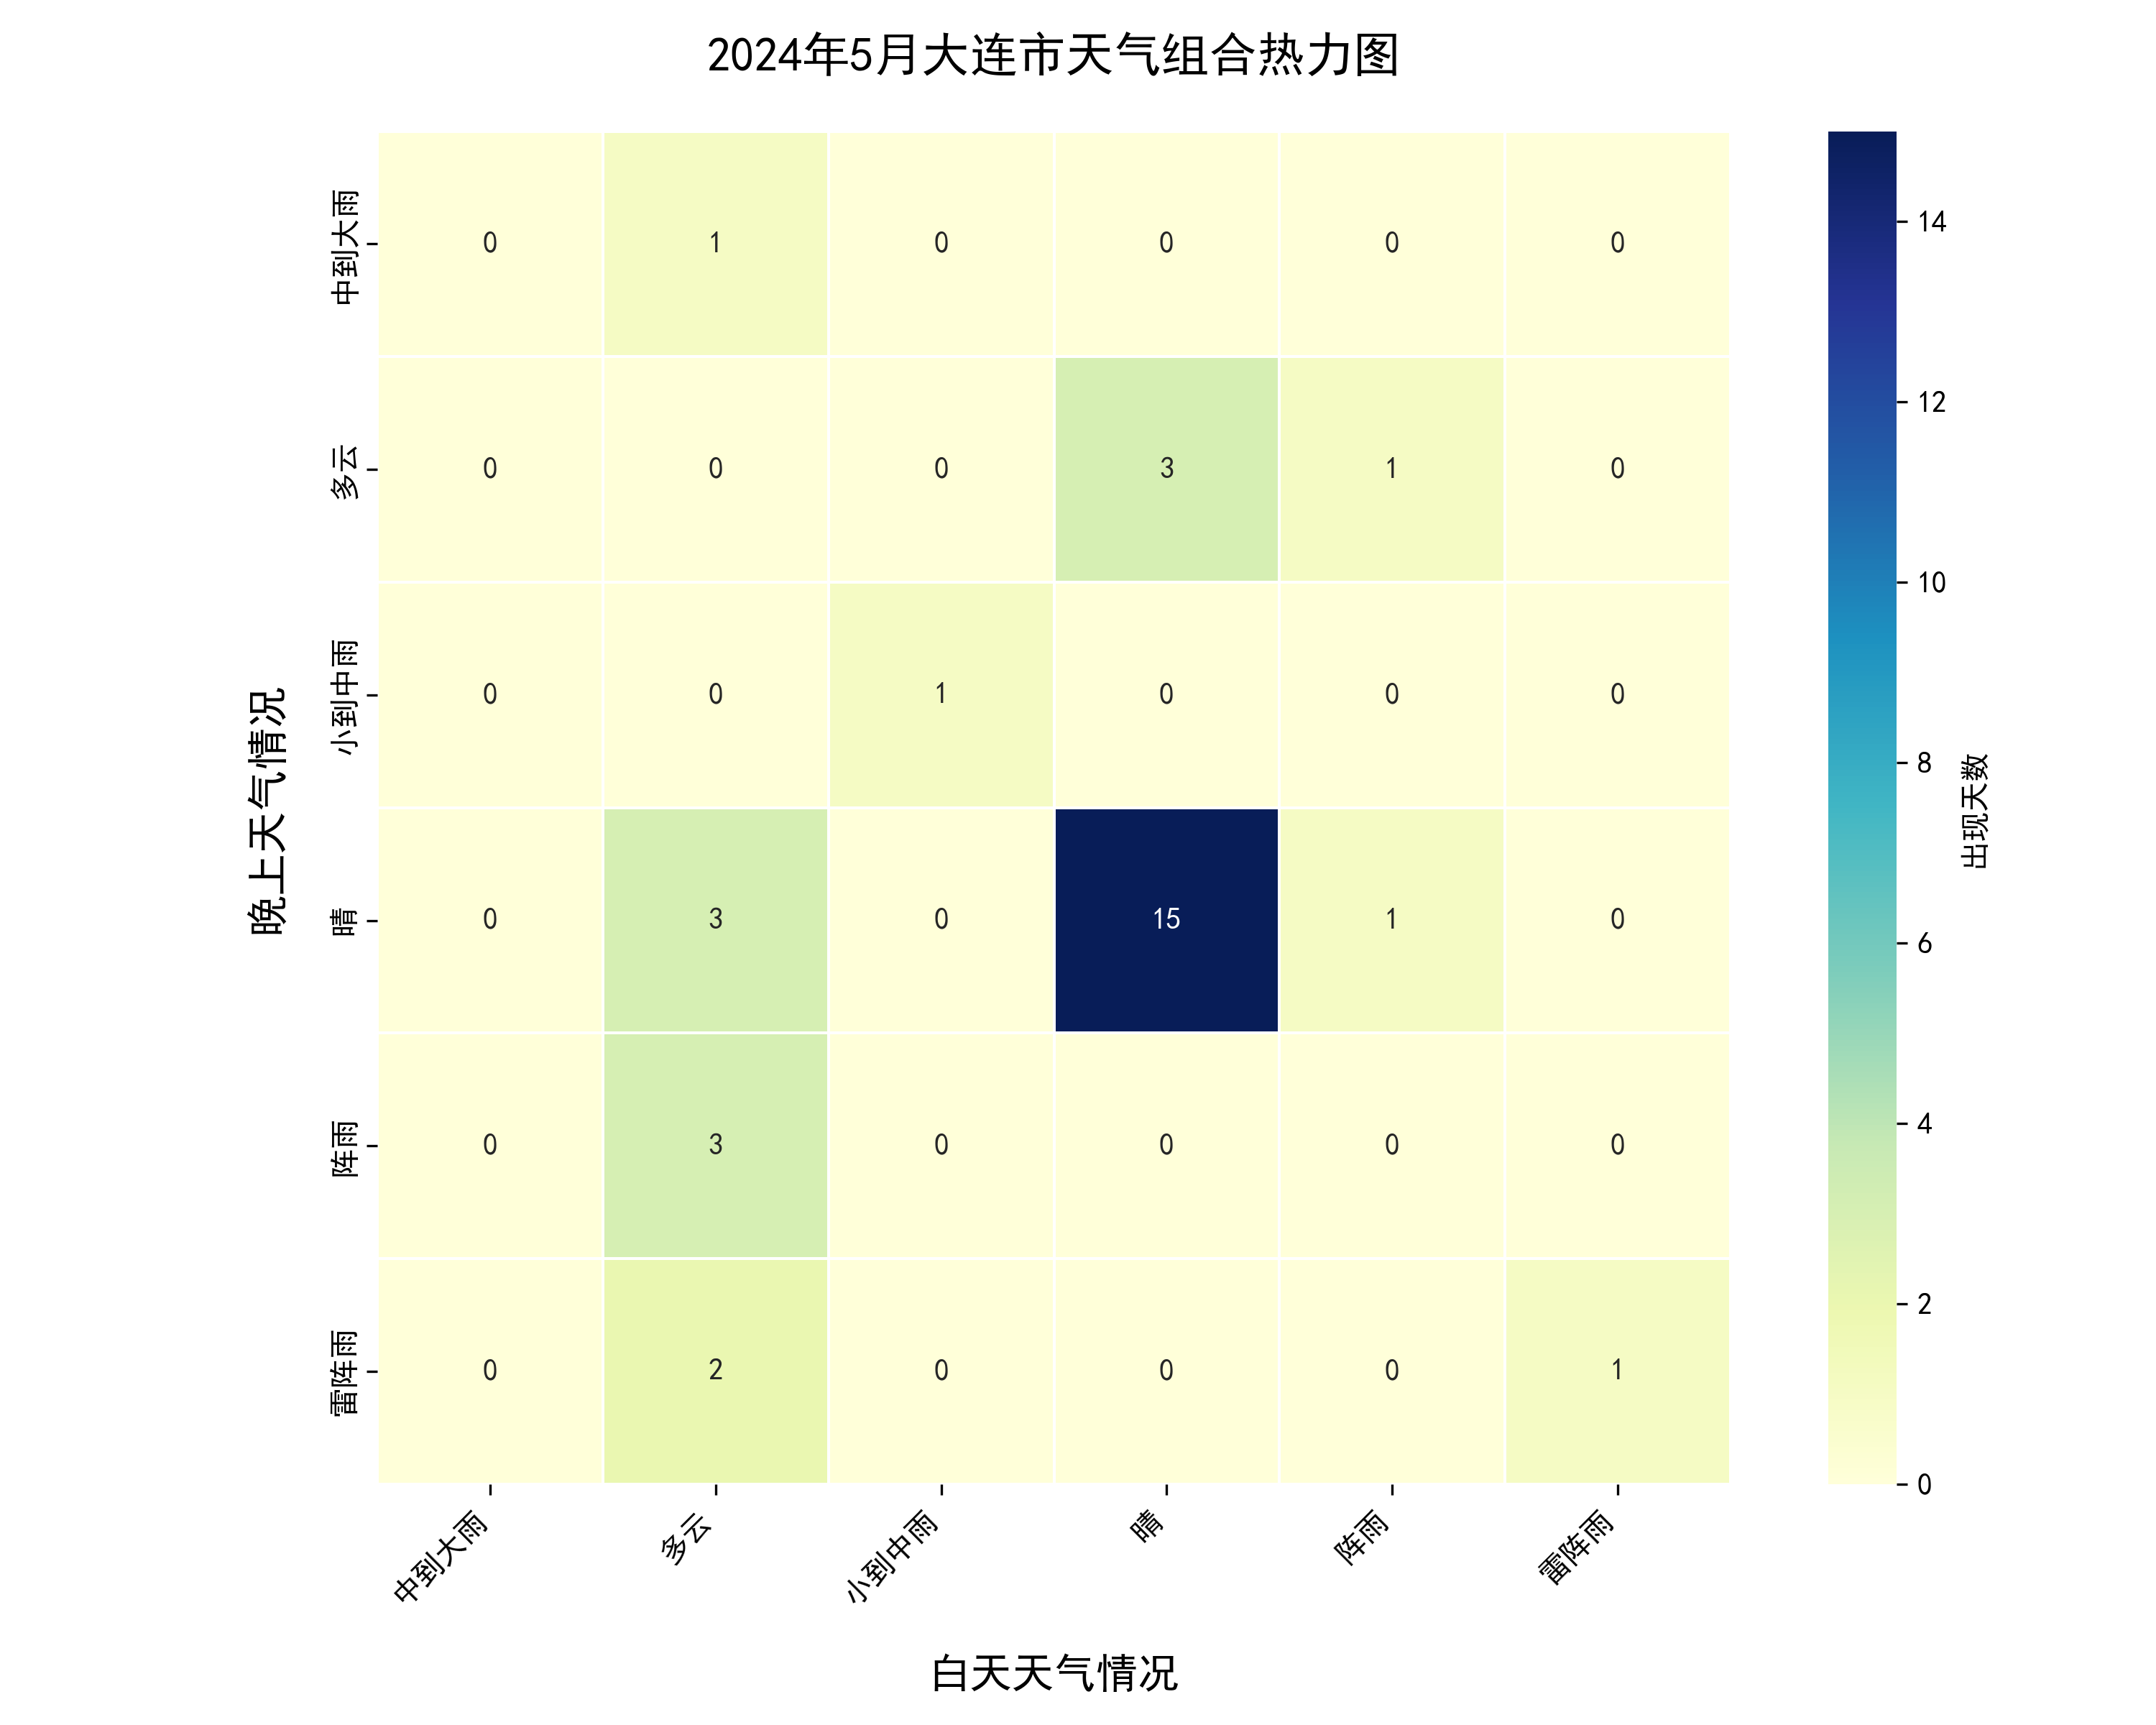 2024年5月大连市天气组合热力图
晚上天气情况
中到大雨
0 1 0 0 0 0
多云
0 0 0 3 1 0
小到中雨
0 0 1 0 0 0
晴
0 3 0 15 1 0
阵雨
0 3 0 0 0 0
雷阵雨
0 2 0 0 0 1
中到大雨 多云 小到中雨 晴 阵雨 雷阵雨
白天天气情况
14
12
10
8
6
4
2
0
出现天数